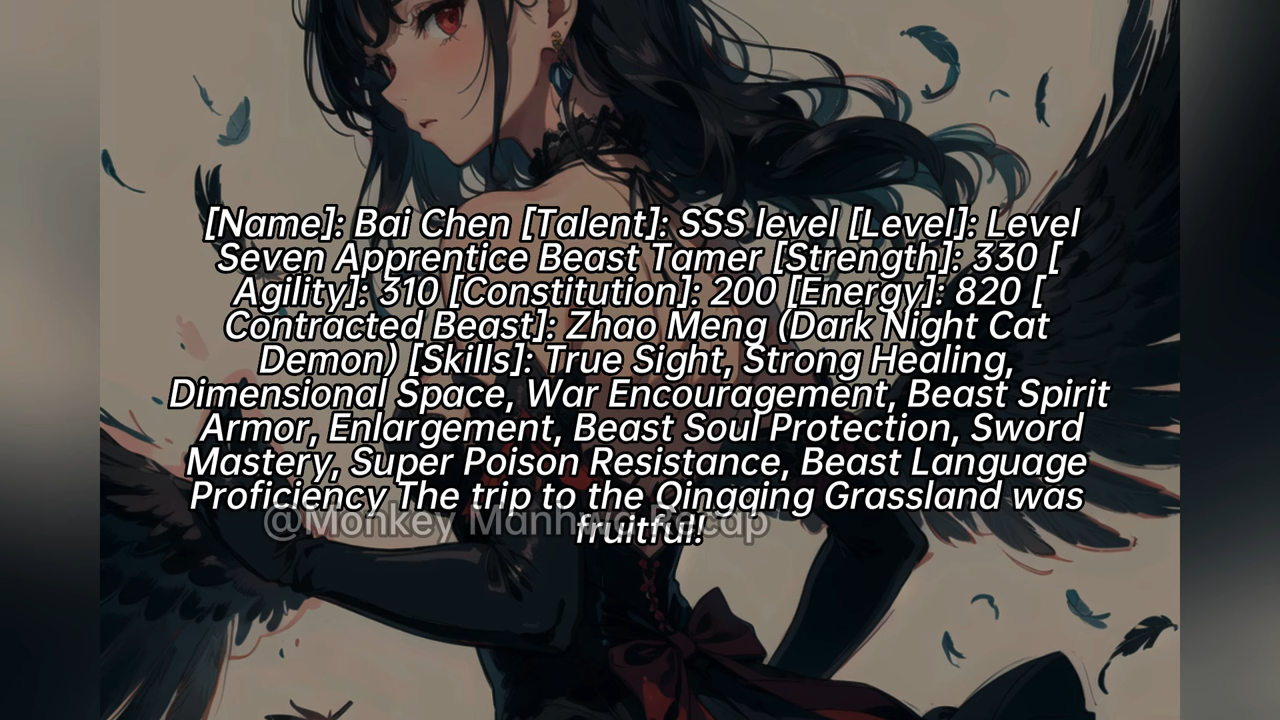 [Name]: Bai Chen [Talent]: SSS level [Level]: Level
Seven Apprentice Beast Tamer [Strength]: 330 [
Agility]: 310 [Constitution]: 200 [Energy]: 820 [
Contracted Beast]: Zhao Meng (Dark Night Cat
Demon) [Skills]: True Sight, Strong Healing,
Dimensional Space, War Encouragement, Beast Spirit
Armor, Enlargement, Beast Soul Protection, Sword
Mastery, Super Poison Resistance, Beast Language
Proficiency The trip to the Qingqing Grassland was
fruitful!
@Monkey Manhwa Recap